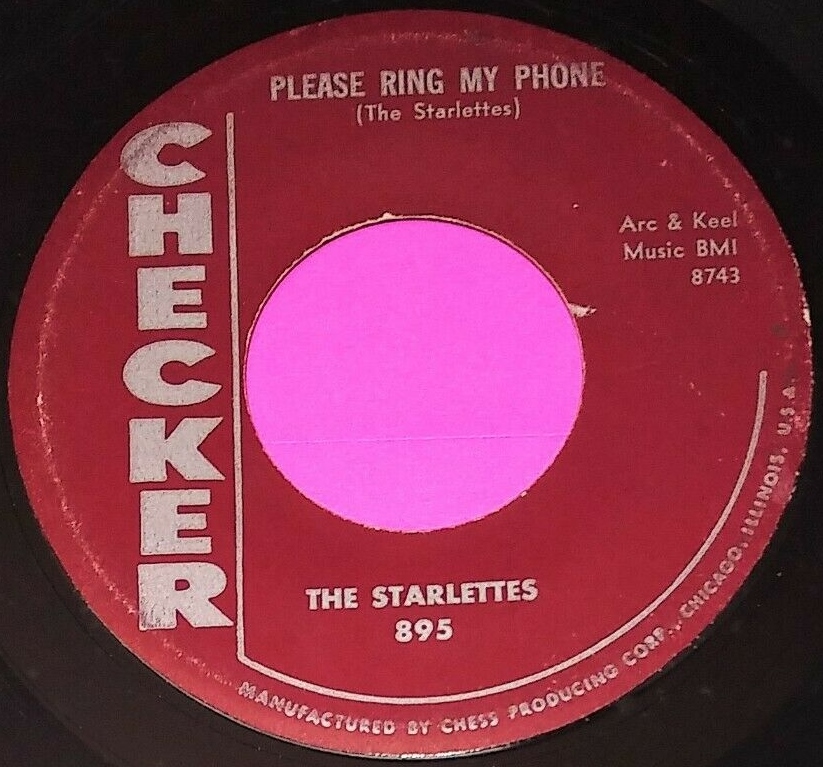 PLEASE RING MY PHONE
(The Starlettes)
CHECKER
Arc & Keel
Music BMI
8743
THE STARLETTES
895
MANUFACTURED BY CHESS PRODUCING CORP., CHICAGO, ILLINOIS, U.S.A.